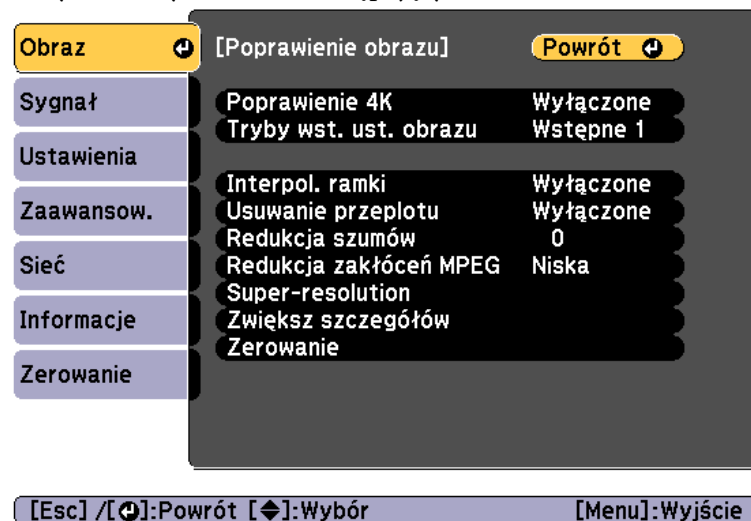 Obraz
[Poprawienie obrazu] Powrót
Sygnał
Poprawienie 4K Wyłączone
Tryby wst. ust. obrazu Wstępne 1
Ustawienia
Interpol. ramki Wyłączone
Zaawansow.
Usuwanie przeplotu Wyłączone
Redukcja szumów 0
Sieć
Redukcja zakłóceń MPEG Niska
Super-resolution
Informacje
Zwiększ szczegółów
Zerowanie
Zerowanie
[Esc] /[ ]:Powrót [ ]:Wybór [Menu]:Wyjście